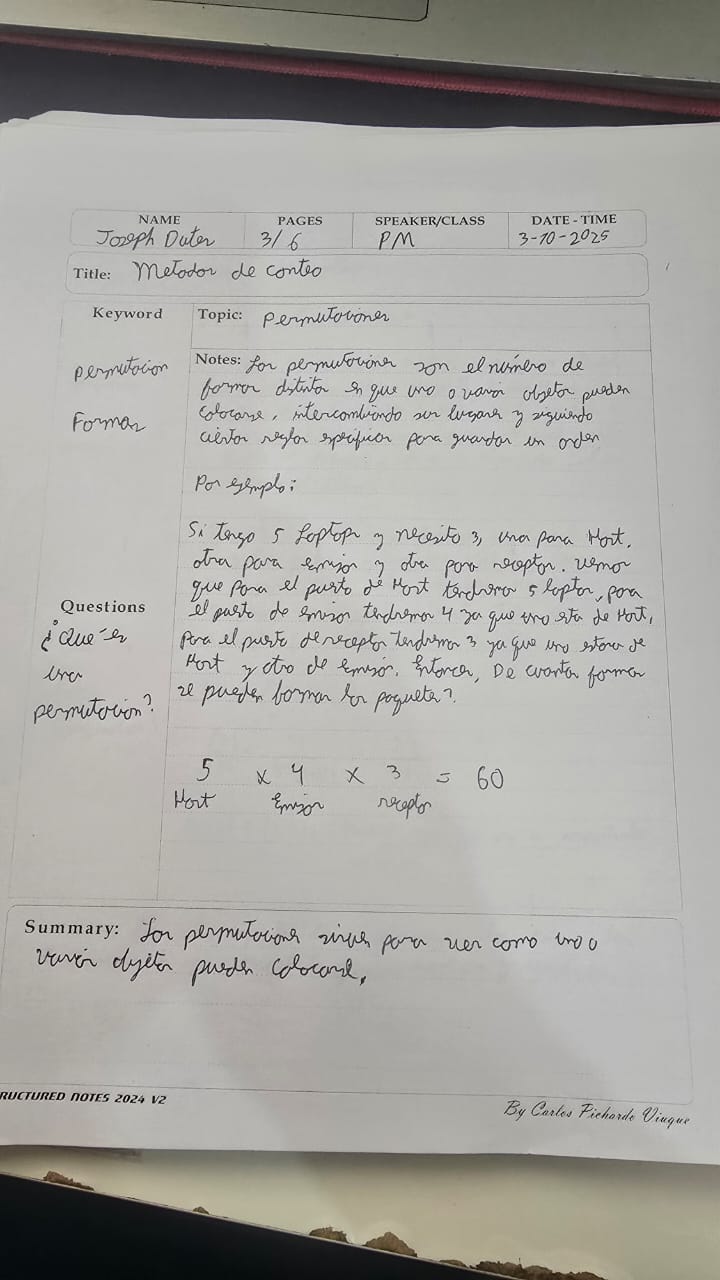 NAME PAGES SPEAKER/CLASS DATE - TIME
Joseph 3/6 PM 3-10-2025
Title: Metodos de conteo
Keyword
Topic: Permutaciones
permutacion
Formas
Notes: Las permutaciones son el número de
formas distintas en que uno o varios objetos pueden
colocarse, intercambiando sus lugares y siguiendo
ciertas reglas especificas para guardar un orden
Por ejemplo:
Si tengo 5 laptops y necesito 3, una para Host,
otra para emisor y otra para receptor. vemos
que para el puesto de Host tendremos 5 laptos, para
el puesto de emisor tendremos 4 ya que uno esta de Host,
para el puesto de receptor tendremos 3 ya que uno estara de
Host y otro de Emisor. Entonces, De cuantas formas
se pueden formar los paquetes?
Questions
¿Que es
una
permutación?
5 x 4 x 3 = 60
Host Emisor receptor
Summary: Las permutaciones sirven para ver como uno o
varios objetos pueden colocarse.
RUCTURED NOTES 2024 V2
By Carlos Pichardo Viuque